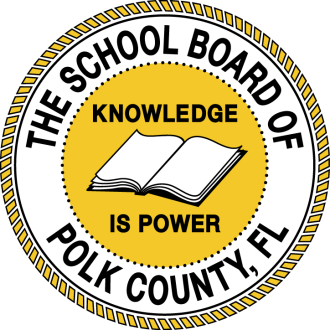 THE SCHOOL BOARD OF
KNOWLEDGE
IS POWER
POLK COUNTY, FL